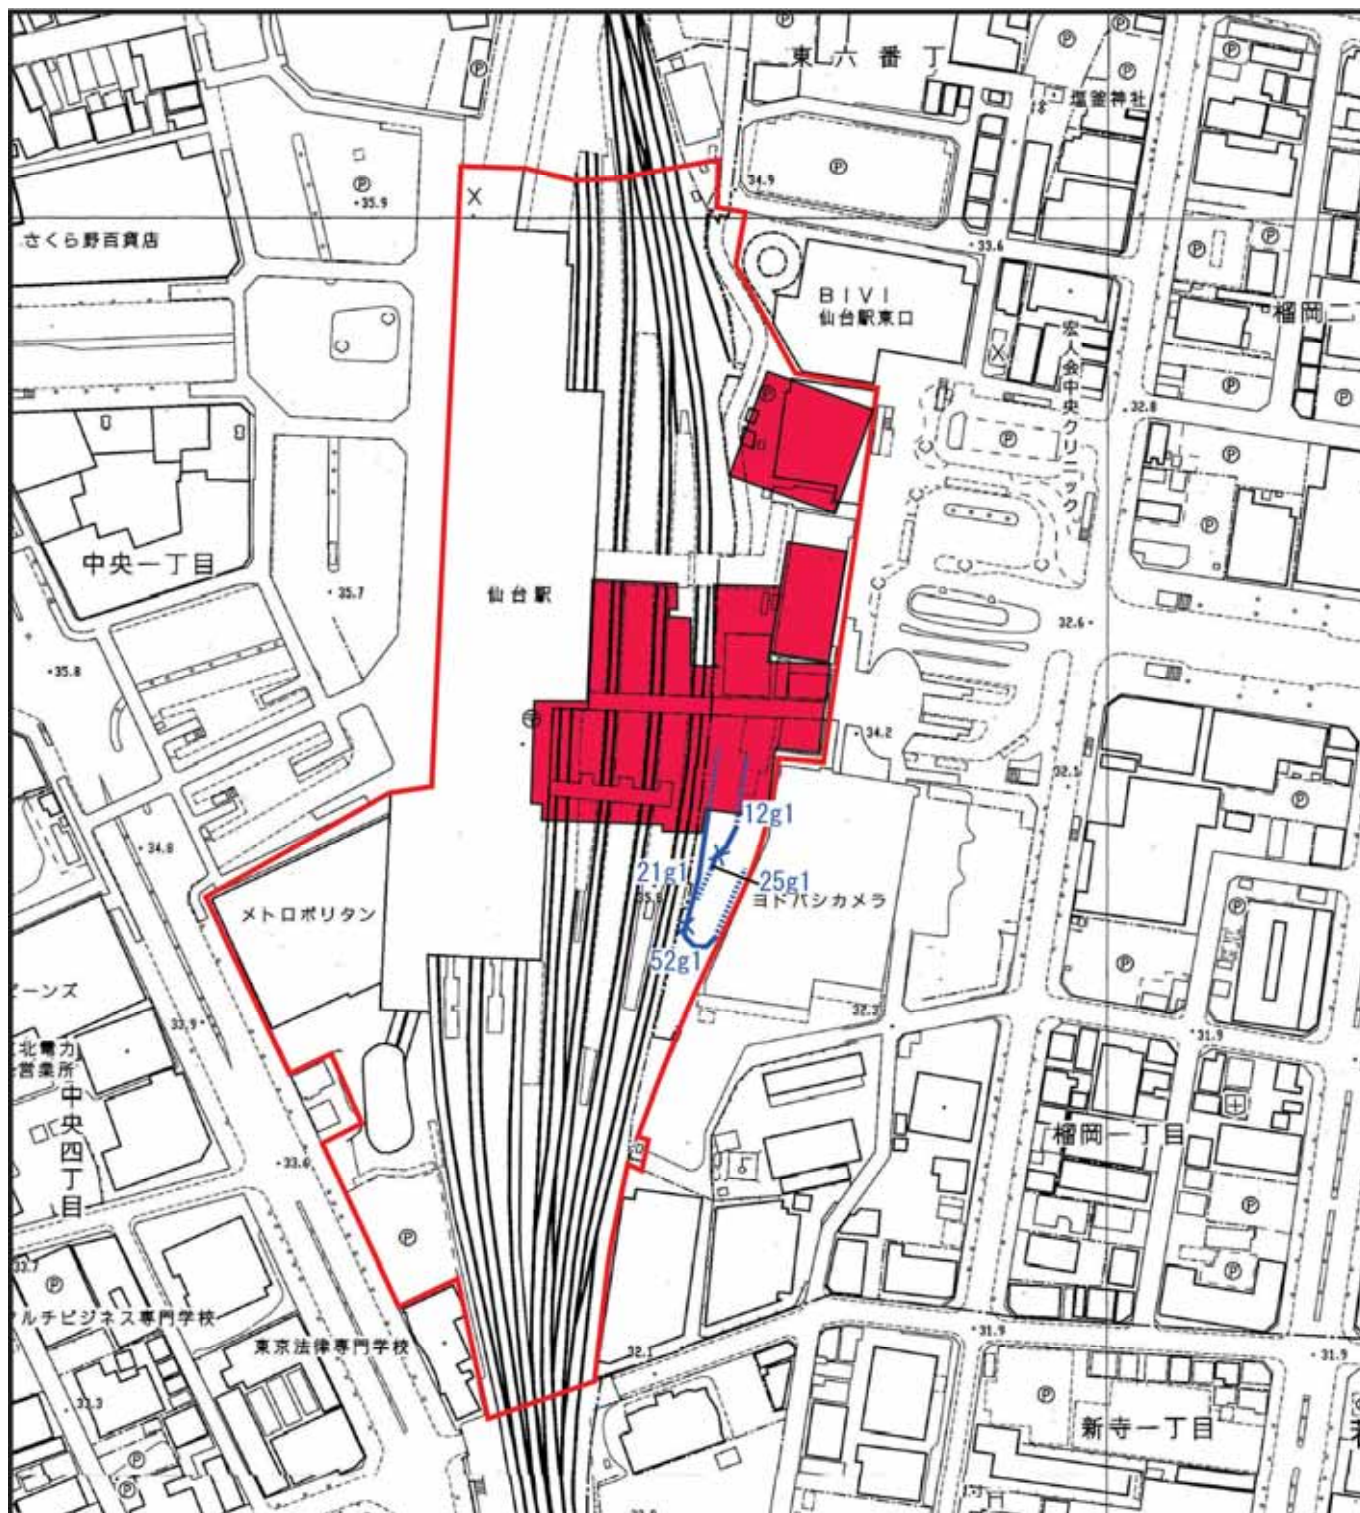 東六番丁
Ⓟ
Ⓟ
Ⓟ
Ⓟ
Ⓟ
Ⓟ
塩釜神社
Ⓟ
34.9
Ⓟ
35.9
33.6
さくら野百貨店
Ⓟ
Ⓟ
BIVI
仙台駅東口
榴岡二
宏人会中央クリニック
Ⓟ
Ⓟ
Ⓟ
32.8
Ⓟ
Ⓟ
Ⓟ
中央一丁目
35.7
仙台駅
32.6
35.8
34.2
32.5
Ⓟ
12g1
34.8
21g1
25g1
ヨドバシカメラ
メトロポリタン
Ⓟ
52g1
Ⓟ
ビーンズ
32.3
33.9
31.9
北電力
営業所
中央四丁目
榴岡一丁目
33.6
Ⓟ
Ⓟ
33.7
Ⓟ
Ⓟ
ルチビジネス専門学校
東京法律専門学校
32.1
31.9
31.9
33.3
Ⓟ
新寺一丁目
Ⓟ
Ⓟ